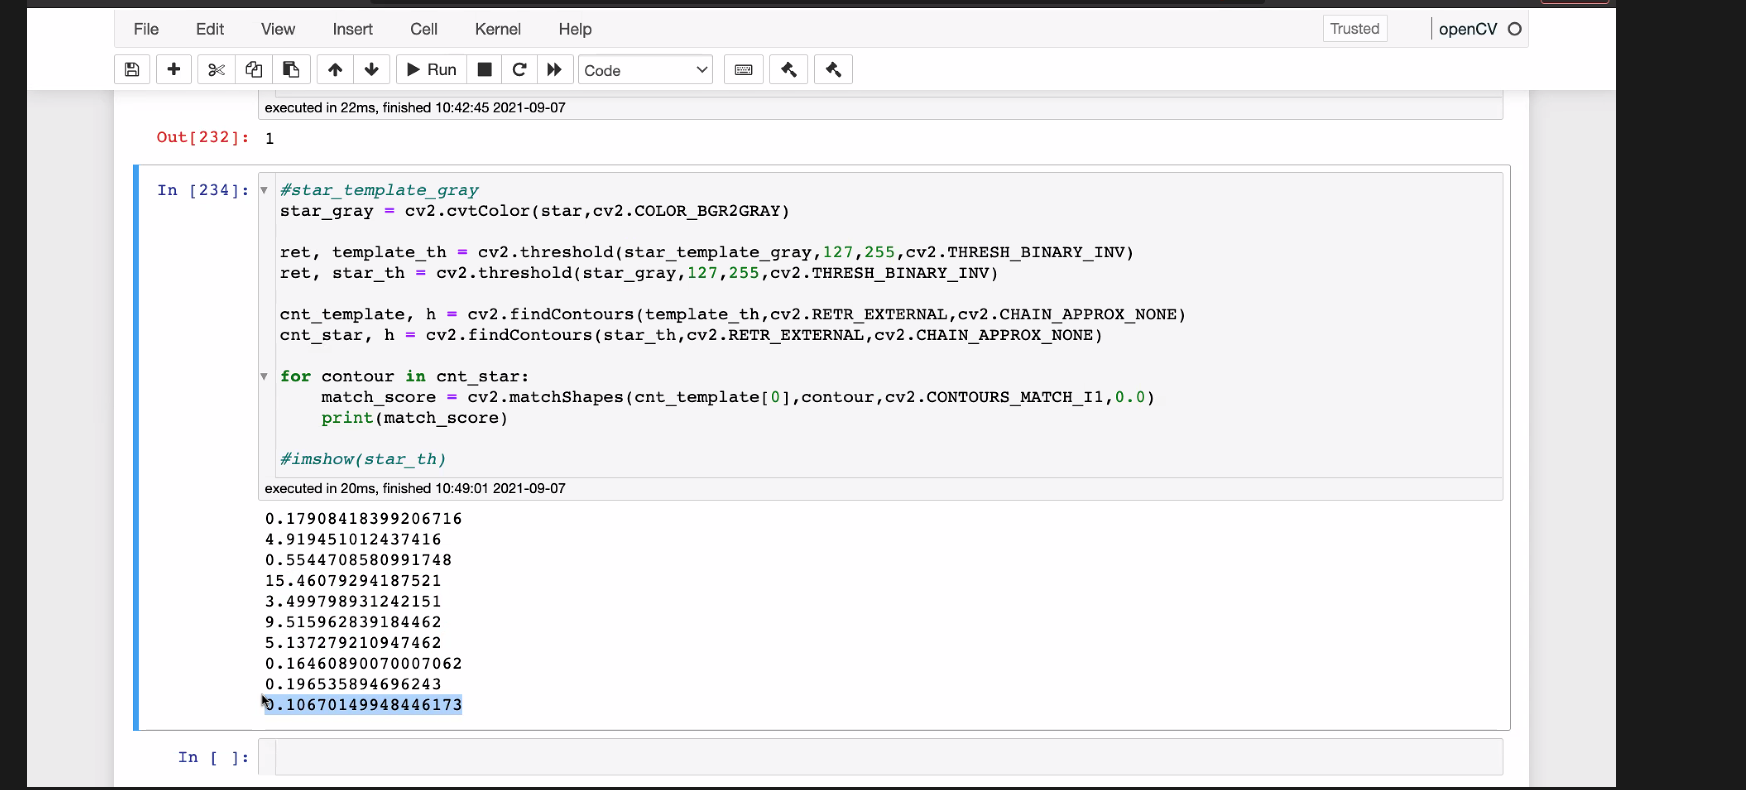 File Edit View Insert Cell Kernel Help Trusted openCV
Run Code
executed in 22ms, finished 10:42:45 2021-09-07
Out[232]: 1
In [234]: #star_template_gray
star_gray = cv2.cvtColor(star,cv2.COLOR_BGR2GRAY)
ret, template_th = cv2.threshold(star_template_gray,127,255,cv2.THRESH_BINARY_INV)
ret, star_th = cv2.threshold(star_gray,127,255,cv2.THRESH_BINARY_INV)
cnt_template, h = cv2.findContours(template_th,cv2.RETR_EXTERNAL,cv2.CHAIN_APPROX_NONE)
cnt_star, h = cv2.findContours(star_th,cv2.RETR_EXTERNAL,cv2.CHAIN_APPROX_NONE)
for contour in cnt_star:
    match_score = cv2.matchShapes(cnt_template[0],contour,cv2.CONTOURS_MATCH_I1,0.0)
    print(match_score)
#imshow(star_th)
executed in 20ms, finished 10:49:01 2021-09-07
0.17908418399206716
4.919451012437416
0.5544708580991748
15.46079294187521
3.499798931242151
9.515962839184462
5.137279210947462
0.16460890070007062
0.196535894696243
0.10670149948446173
In [ ]: